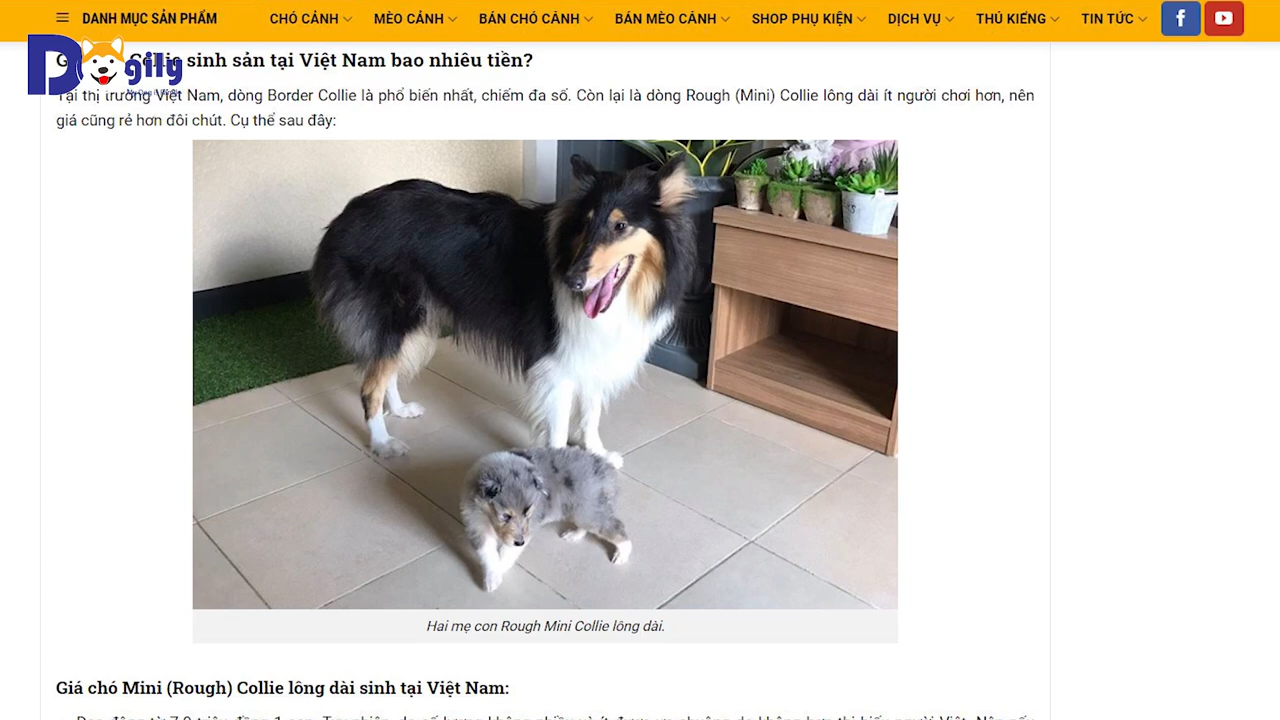 DANH MỤC SẢN PHẨM
CHÓ CẢNH
MÈO CẢNH
BÁN CHÓ CẢNH
BÁN MÈO CẢNH
SHOP PHỤ KIỆN
DỊCH VỤ
THÚ KIỂNG
TIN TỨC
Dogily
sinh sản tại Việt Nam bao nhiêu tiền?
Tại thị trường Việt Nam, dòng Border Collie là phổ biến nhất, chiếm đa số. Còn lại là dòng Rough (Mini) Collie lông dài ít người chơi hơn, nên
giá cũng rẻ hơn đôi chút. Cụ thể sau đây:
Hai mẹ con Rough Mini Collie lông dài.
Giá chó Mini (Rough) Collie lông dài sinh tại Việt Nam: